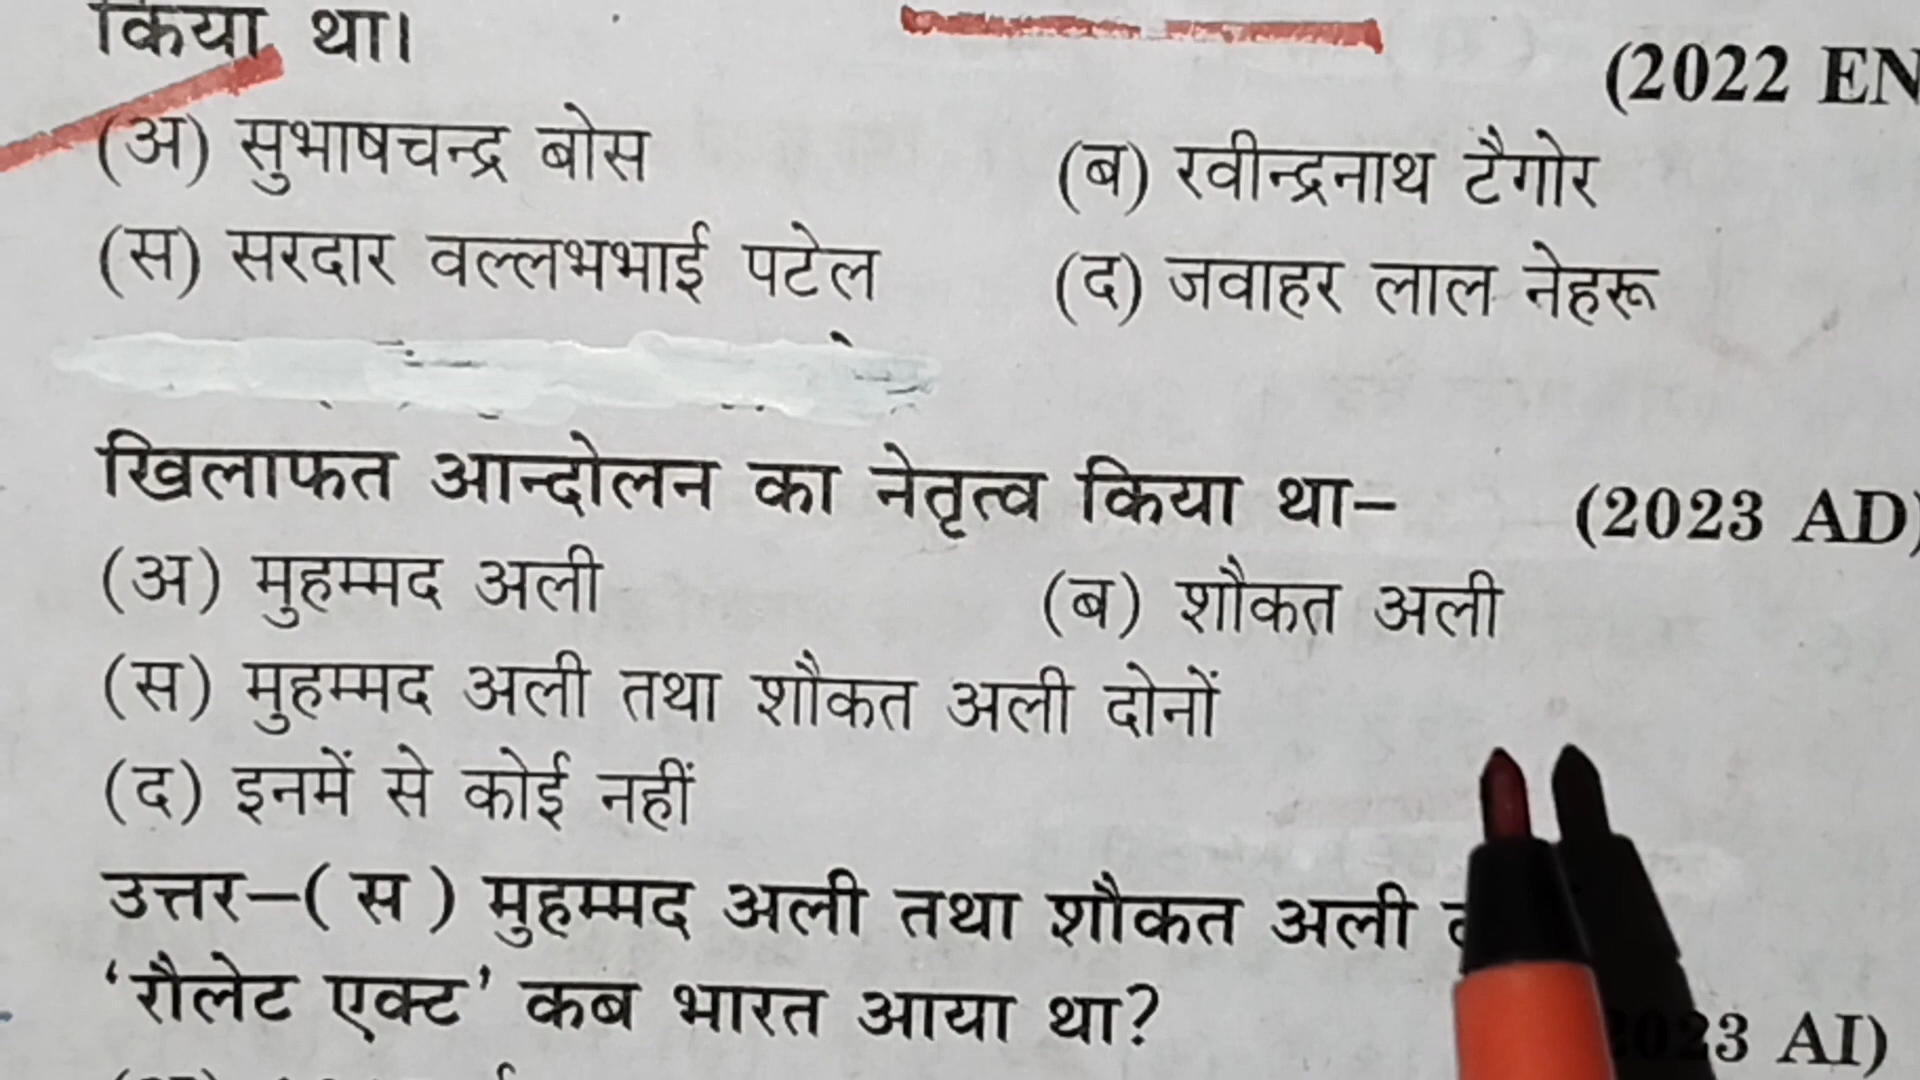 किया था।
(2022 EN
(अ) सुभाषचन्द्र बोस (ब) रवीन्द्रनाथ टैगोर
(स) सरदार वल्लभभाई पटेल (द) जवाहर लाल नेहरू
खिलाफत आन्दोलन का नेतृत्व किया था– (2023 AD)
(अ) मुहम्मद अली (ब) शौकत अली
(स) मुहम्मद अली तथा शौकत अली दोनों
(द) इनमें से कोई नहीं
उत्तर–( स ) मुहम्मद अली तथा शौकत अली
‘रौलेट एक्ट’ कब भारत आया था? 2023 AI)